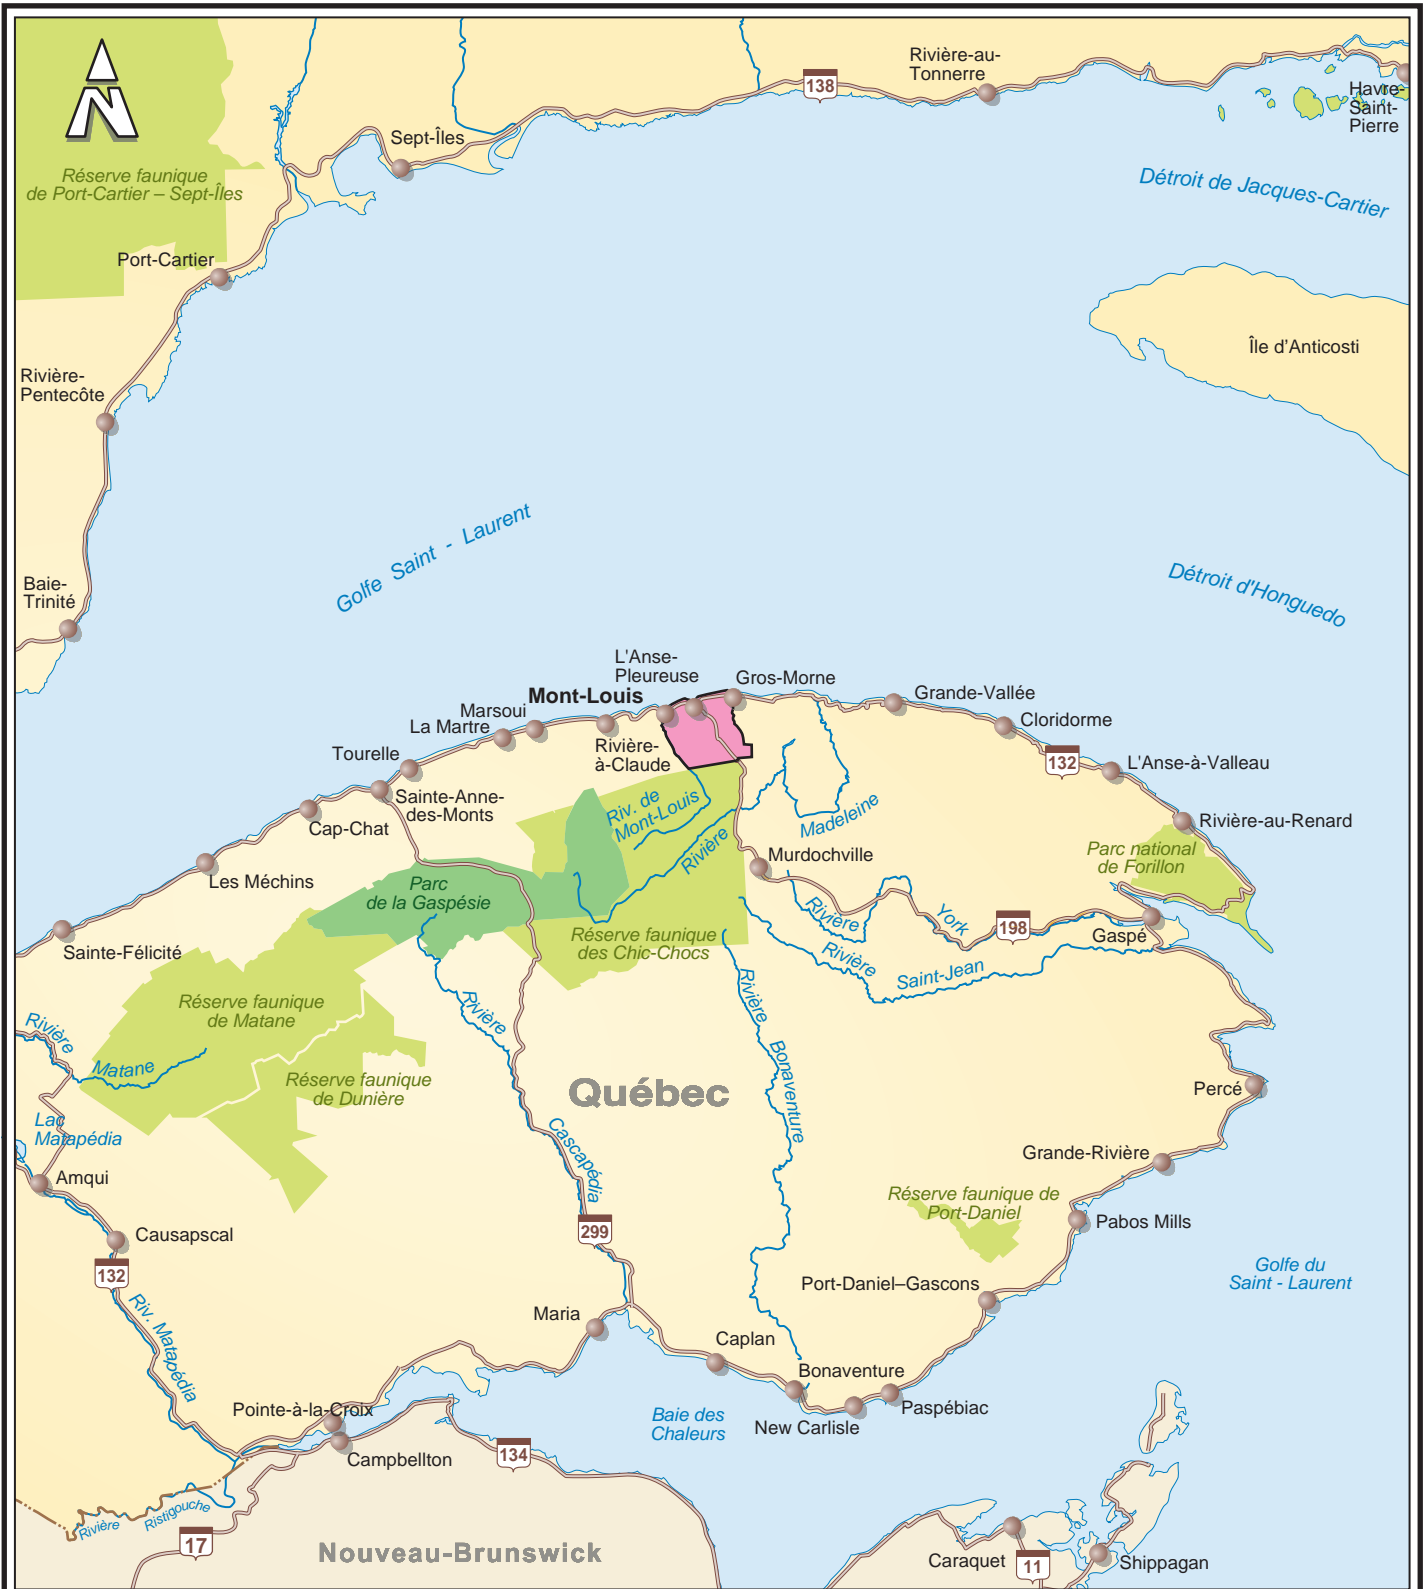 N
Rivière-au-
Tonnerre
138
Havre-
Saint-
Pierre
Sept-Îles
Réserve faunique
de Port-Cartier – Sept-Îles
Détroit de Jacques-Cartier
Port-Cartier
Île d'Anticosti
Rivière-
Pentecôte
Golfe Saint - Laurent
Baie-
Trinité
Détroit d'Honguedo
L'Anse-
Pleureuse
Gros-Morne
Mont-Louis
Grande-Vallée
Marsoui
La Martre
Cloridorme
Rivière-
à-Claude
Tourelle
132
L'Anse-à-Valleau
Sainte-Anne-
des-Monts
Riv. de
Mont-Louis
Madeleine
Cap-Chat
Rivière-au-Renard
Rivière
Murdochville
Parc national
de Forillon
Les Méchins
Parc
de la Gaspésie
Rivière
York
198
Gaspé
Sainte-Félicité
Réserve faunique
des Chic-Chocs
Rivière
Saint-Jean
Réserve faunique
de Matane
Rivière
Rivière
Rivière
Matane
Bonaventure
Réserve faunique
de Dunière
Québec
Percé
Lac
Matapédia
Cascapédia
Grande-Rivière
Amqui
Réserve faunique de
Port-Daniel
Pabos Mills
Causapscal
299
132
Golfe du
Saint - Laurent
Port-Daniel–Gascons
Riv. Matapédia
Maria
Caplan
Bonaventure
Pointe-à-la-Croix
Baie des
Chaleurs
Paspébiac
New Carlisle
Campbellton
134
Rivière
Ristigouche
17
Nouveau-Brunswick
Caraquet
11
Shippagan